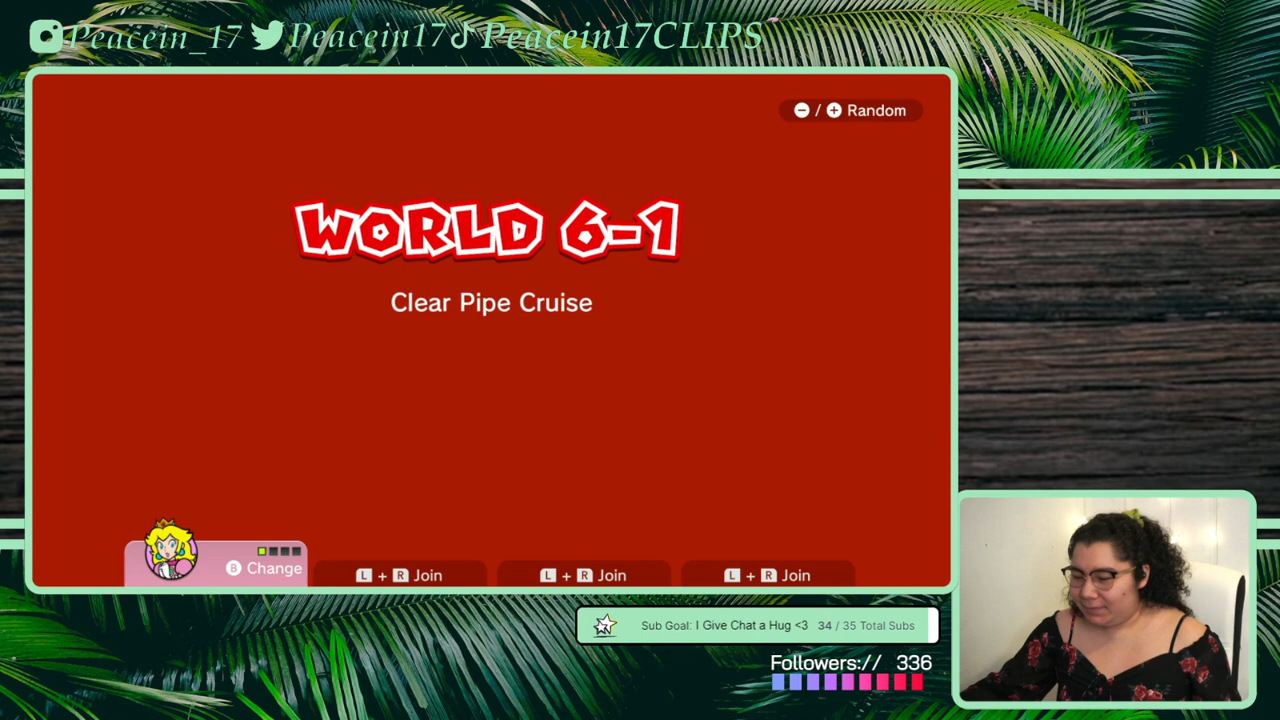 Peacein_17 Peacein17 Peacein17CLIPS
- / + Random
WORLD 6-1
Clear Pipe Cruise
B Change
L + R Join
L + R Join
L + R Join
Sub Goal: I Give Chat a Hug <3 34 / 35 Total Subs
Followers:// 336